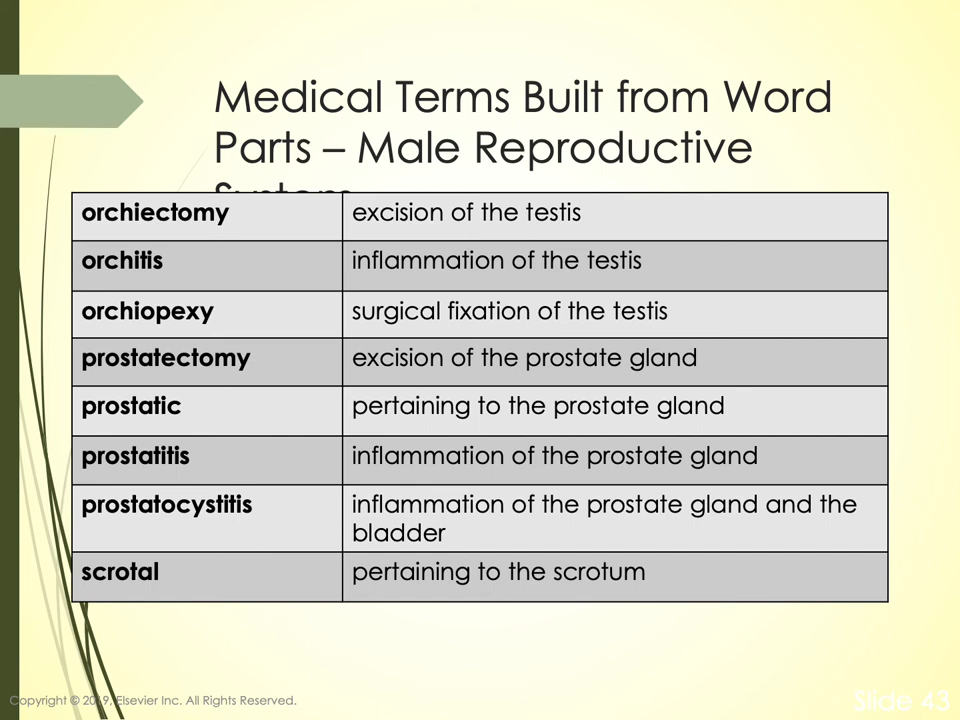 Medical Terms Built from Word
Parts – Male Reproductive
System
orchiectomy excision of the testis
orchitis inflammation of the testis
orchiopexy surgical fixation of the testis
prostatectomy excision of the prostate gland
prostatic pertaining to the prostate gland
prostatitis inflammation of the prostate gland
prostatocystitis inflammation of the prostate gland and the
bladder
scrotal pertaining to the scrotum
Copyright © 2019, Elsevier Inc. All Rights Reserved.
Slide 43